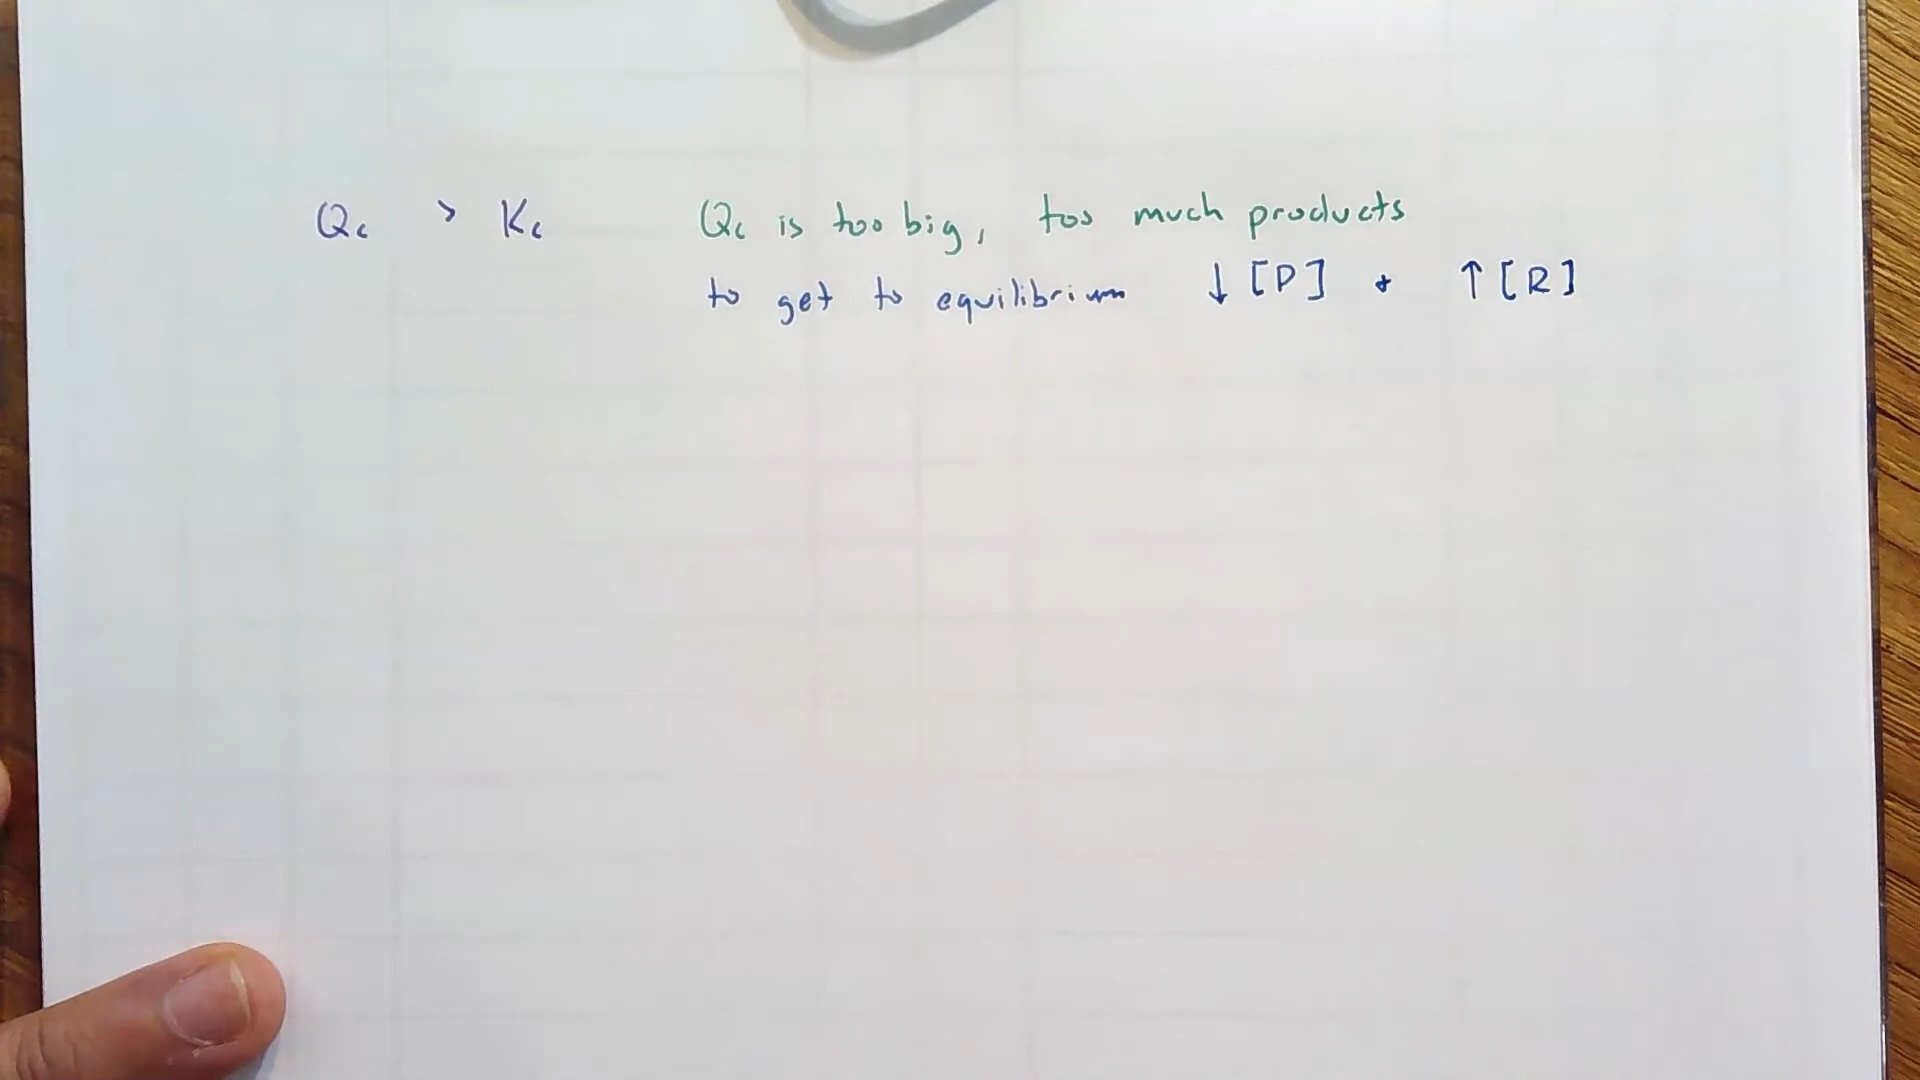 Qc > Kc Qc is too big, too much products
to get to equilibrium ↓ [P] + ↑ [R]